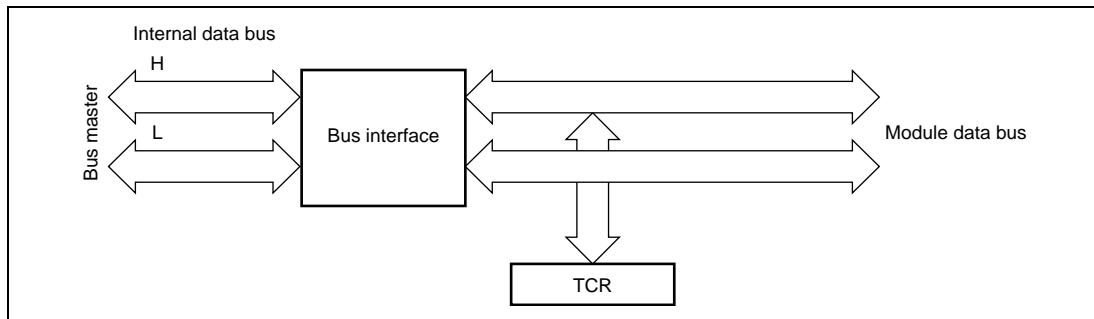 Internal data bus
H
Bus master
L
Bus interface
Module data bus
TCR